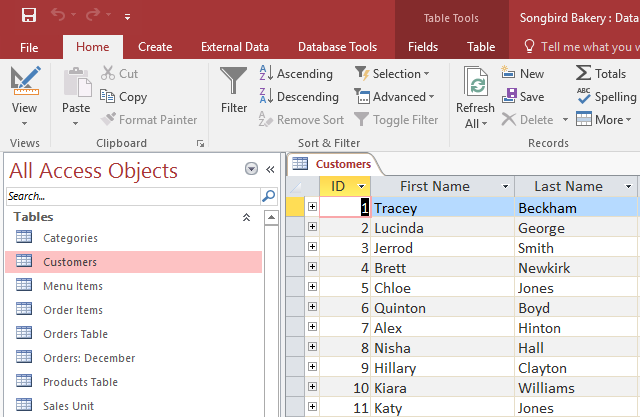 Table Tools
Songbird Bakery : Data
File Home Create External Data Database Tools Fields Table Tell me what you w
View
Paste
Cut
Copy
Format Painter
Filter
Ascending
Descending
Remove Sort
Selection
Advanced
Toggle Filter
Refresh
All
New
Save
Delete
Totals
Spelling
More
Views Clipboard Sort & Filter Records
All Access Objects
Search...
Tables
Categories
Customers
Menu Items
Order Items
Orders Table
Orders: December
Products Table
Sales Unit
Customers
ID First Name Last Name
1 Tracey Beckham
2 Lucinda George
3 Jerrod Smith
4 Brett Newkirk
5 Chloe Jones
6 Quinton Boyd
7 Alex Hinton
8 Nisha Hall
9 Hillary Clayton
10 Kiara Williams
11 Katy Jones